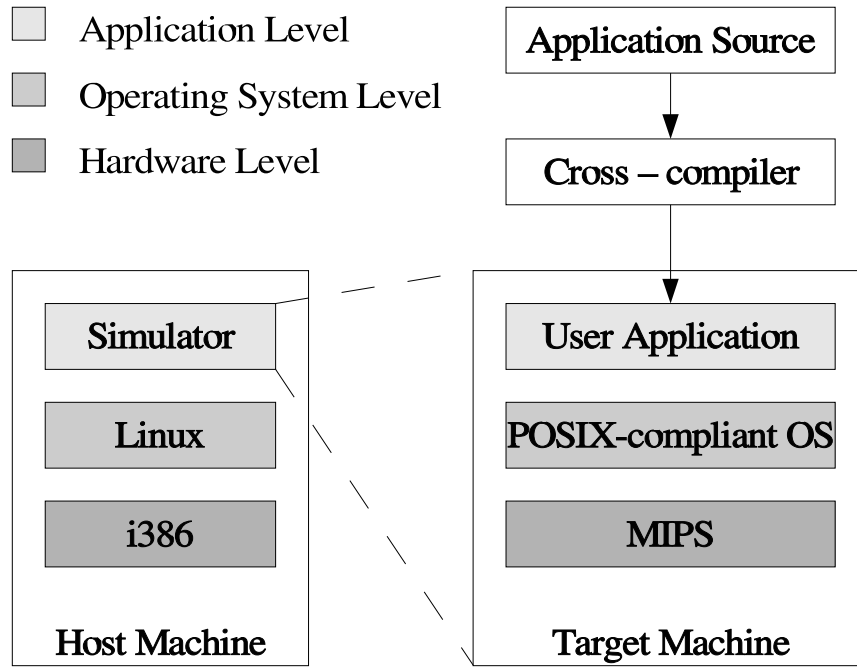 Application Level
Operating System Level
Hardware Level
Application Source
Cross – compiler
Simulator
Linux
i386
Host Machine
User Application
POSIX-compliant OS
MIPS
Target Machine